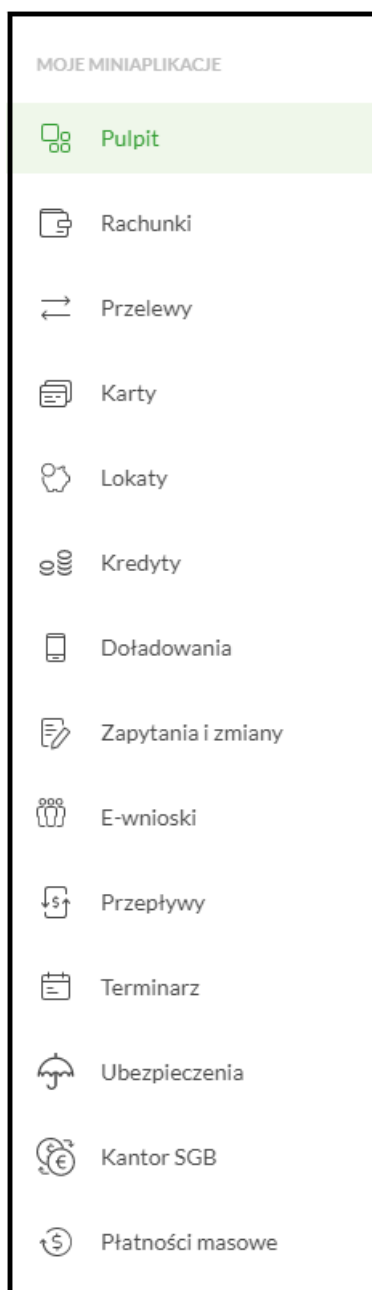 MOJE MINIAPLIKACJE
Pulpit
Rachunki
Przelewy
Karty
Lokaty
Kredyty
Doładowania
Zapytania i zmiany
E-wnioski
Przepływy
Terminarz
Ubezpieczenia
Kantor SGB
Płatności masowe